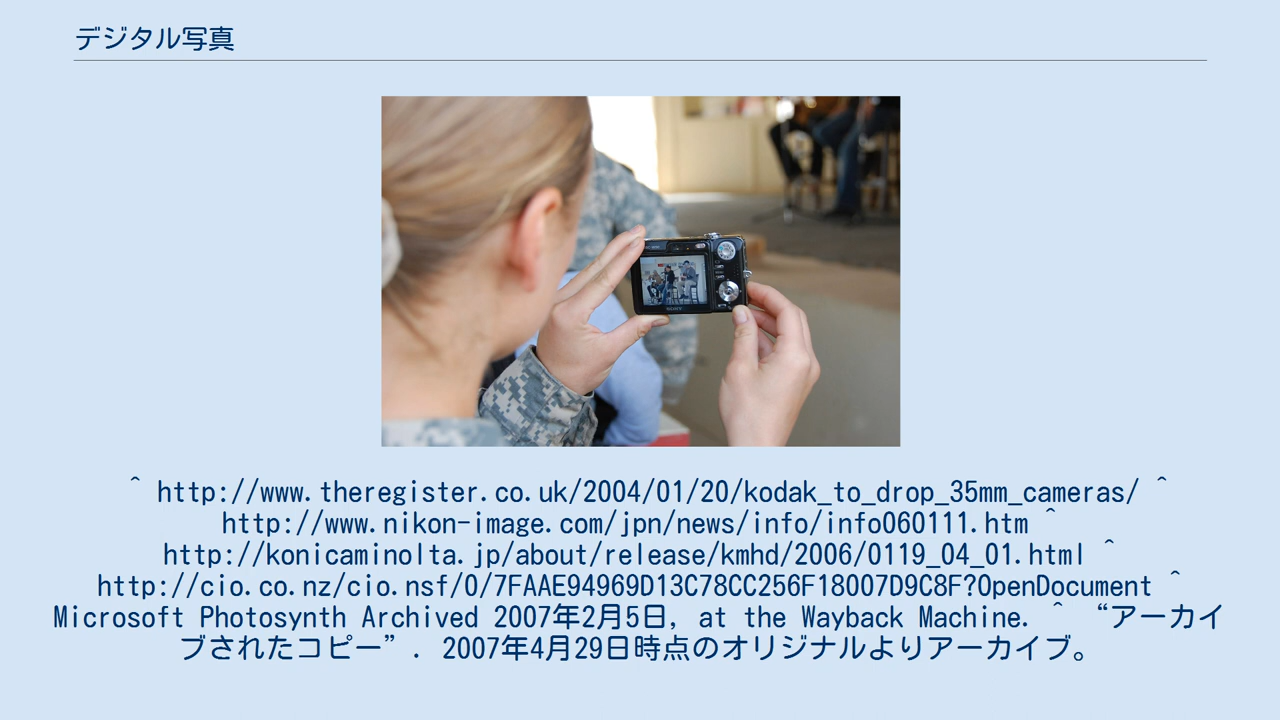 デジタル写真
SONY
^ http://www.theregister.co.uk/2004/01/20/kodak_to_drop_35mm_cameras/ ^
http://www.nikon-image.com/jpn/news/info/info060111.htm ^
http://konicaminolta.jp/about/release/kmhd/2006/0119_04_01.html ^
http://cio.co.nz/cio.nsf/0/7FAAE94969D13C78CC256F18007D9C8F?OpenDocument ^
Microsoft Photosynth Archived 2007年2月5日, at the Wayback Machine. ^ “アーカイ
ブされたコピー”. 2007年4月29日時点のオリジナルよりアーカイブ。